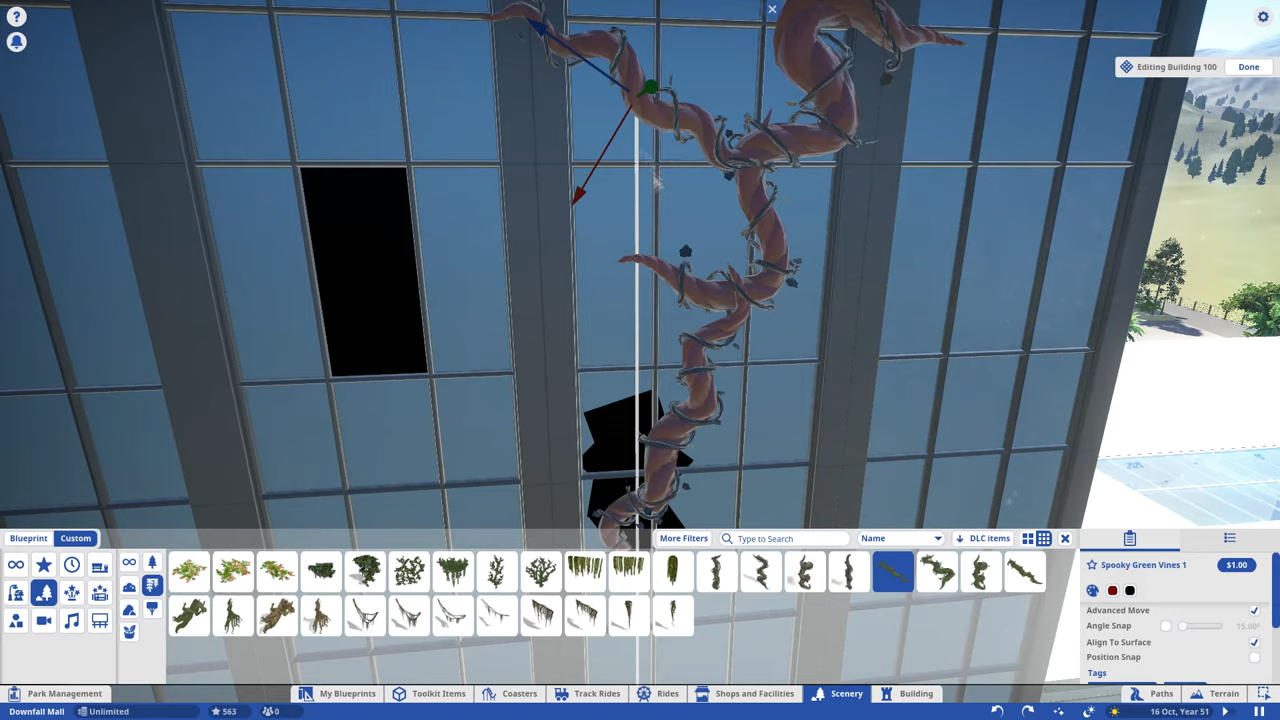 Editing Building 100 Done
Blueprint Custom
More Filters Type to Search Name DLC items
Spooky Green Vines 1 $1.00
Advanced Move
Angle Snap 15.00°
Align To Surface
Position Snap
Tags
Park Management My Blueprints Toolkit Items Coasters Track Rides Rides Shops and Facilities Scenery Building Paths Terrain
Downfall Mall Unlimited 563 0 16 Oct, Year 51